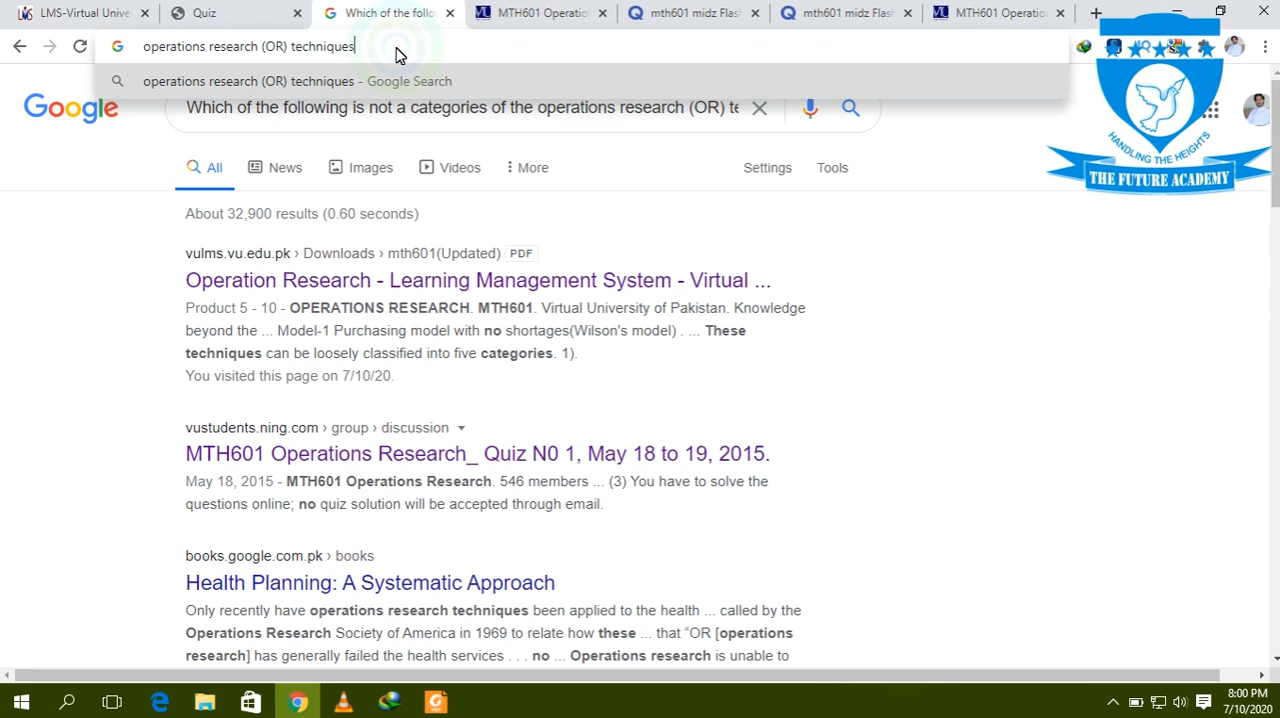 LMS-Virtual Unive
Quiz
Which of the follo
MTH601 Operatio
mth601 midz Flash
mth601 midz Flash
MTH601 Operatio
operations research (OR) techniques
operations research (OR) techniques - Google Search
Google
Which of the following is not a categories of the operations research (OR) te
All
News
Images
Videos
More
Settings
Tools
HANDLING THE HEIGHTS
THE FUTURE ACADEMY
About 32,900 results (0.60 seconds)
vulms.vu.edu.pk › Downloads › mth601(Updated) PDF
Operation Research - Learning Management System - Virtual ...
Product 5 - 10 - OPERATIONS RESEARCH. MTH601. Virtual University of Pakistan. Knowledge
beyond the ... Model-1 Purchasing model with no shortages(Wilson's model) . ... These
techniques can be loosely classified into five categories. 1).
You visited this page on 7/10/20.
vustudents.ning.com › group › discussion
MTH601 Operations Research_ Quiz N0 1, May 18 to 19, 2015.
May 18, 2015 - MTH601 Operations Research. 546 members ... (3) You have to solve the
questions online; no quiz solution will be accepted through email.
books.google.com.pk › books
Health Planning: A Systematic Approach
Only recently have operations research techniques been applied to the health ... called by the
Operations Research Society of America in 1969 to relate how these ... that “OR [operations
research] has generally failed the health services . . . no ... Operations research is unable to
8:00 PM
7/10/2020